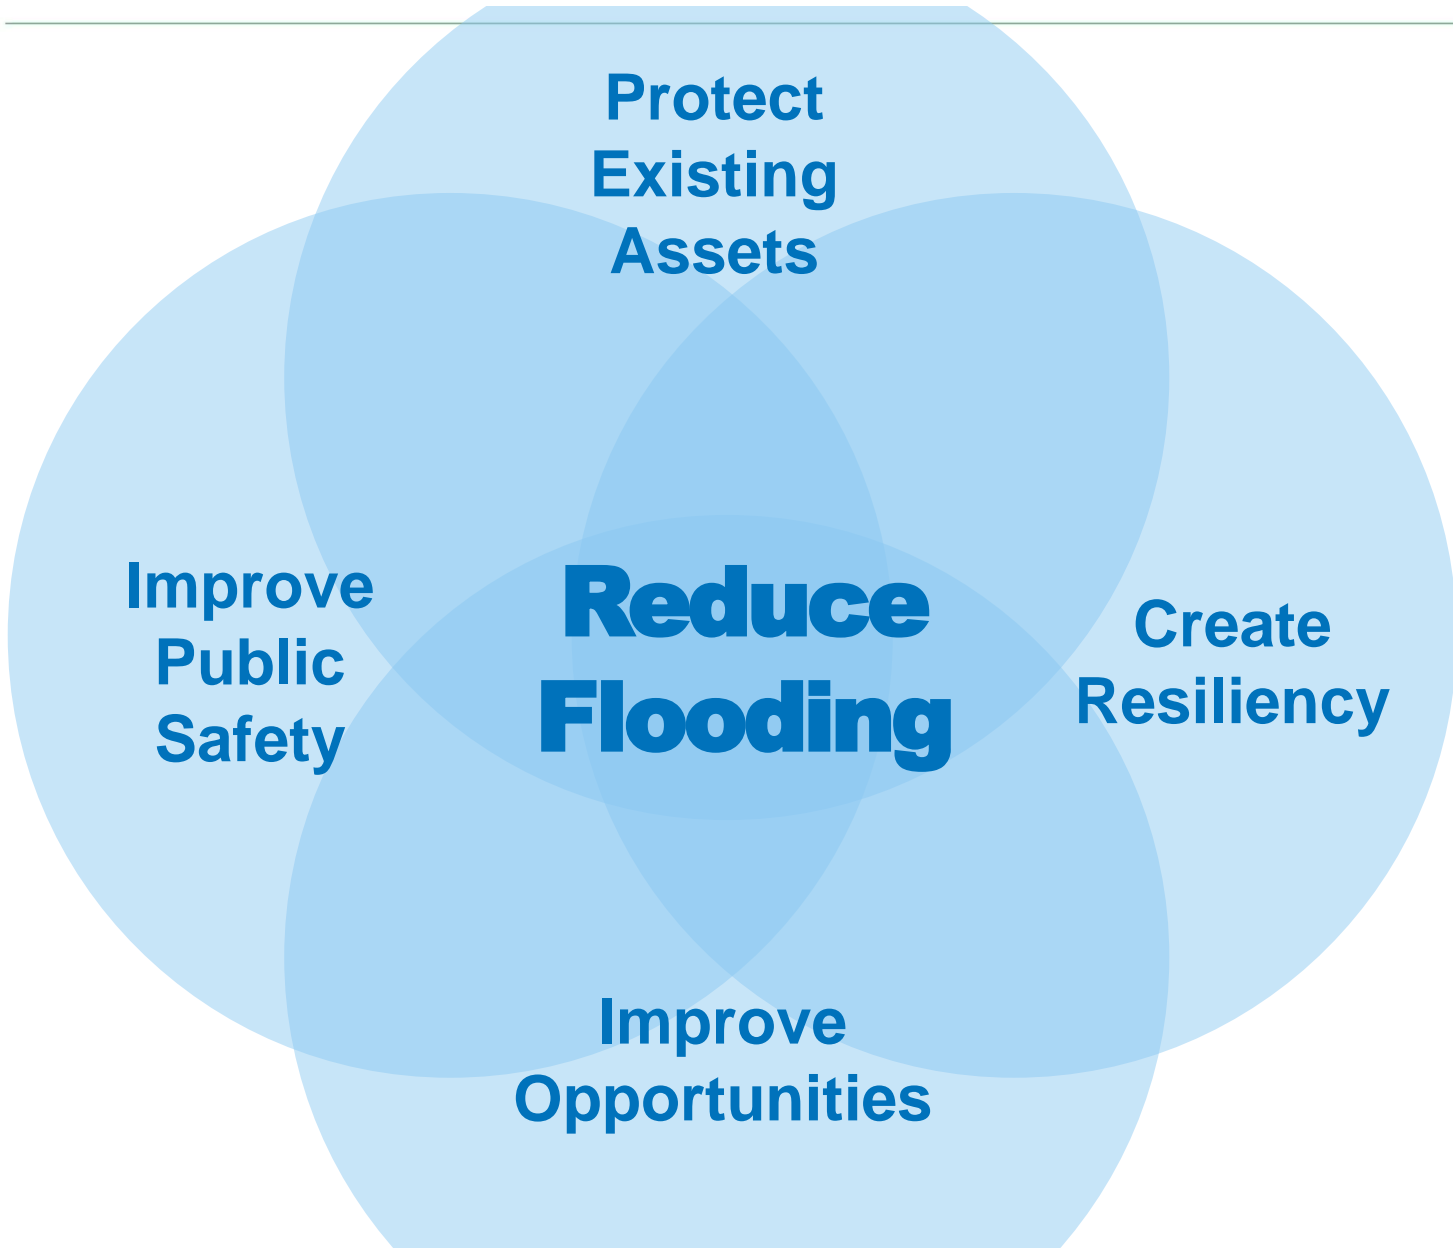 Protect
Existing
Assets
Improve
Public
Safety
Reduce
Flooding
Create
Resiliency
Improve
Opportunities